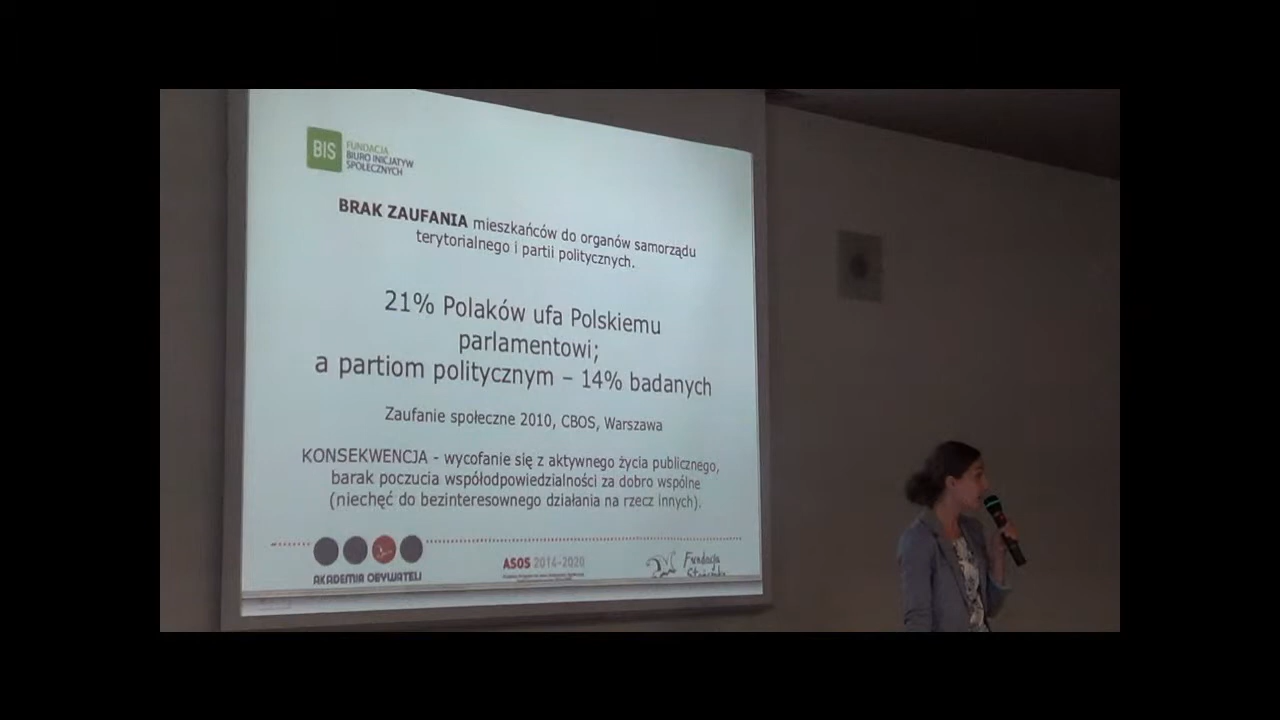 BIS FUNDACJA
BIURO INICJATYW
SPOŁECZNYCH
BRAK ZAUFANIA mieszkańców do organów samorządu
terytorialnego i partii politycznych.
21% Polaków ufa Polskiemu
parlamentowi;
a partiom politycznym – 14% badanych
Zaufanie społeczne 2010, CBOS, Warszawa
KONSEKWENCJA - wycofanie się z aktywnego życia publicznego,
barak poczucia współodpowiedzialności za dobro wspólne
(niechęć do bezinteresownego działania na rzecz innych).
AKADEMIA OBYWATELI
ASOS 2014-2020
Fundacja